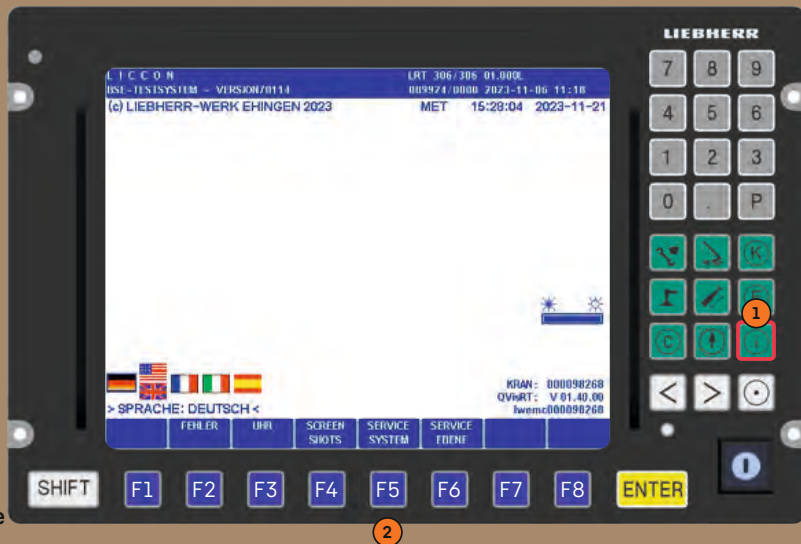 LIEBHERR
LICCON
BSE-TESTSYSTEM - VERSION70114
LRT 306/306 01.000L
009974/0000 2023-11-06 11:18
(c) LIEBHERR-WERK EHINGEN 2023
MET 15:28:04 2023-11-21
KRAN: 000098268
QVisRT: V 01.40.00
lwemc000098268
> SPRACHE: DEUTSCH <
FEHLER
UHR
SCREEN
SHOTS
SERVICE
SYSTEM
SERVICE
EBENE
7 8 9
4 5 6
1 2 3
0 . P
K
E
1
C
i
< >
SHIFT F1 F2 F3 F4 F5 F6 F7 F8 ENTER
e
2